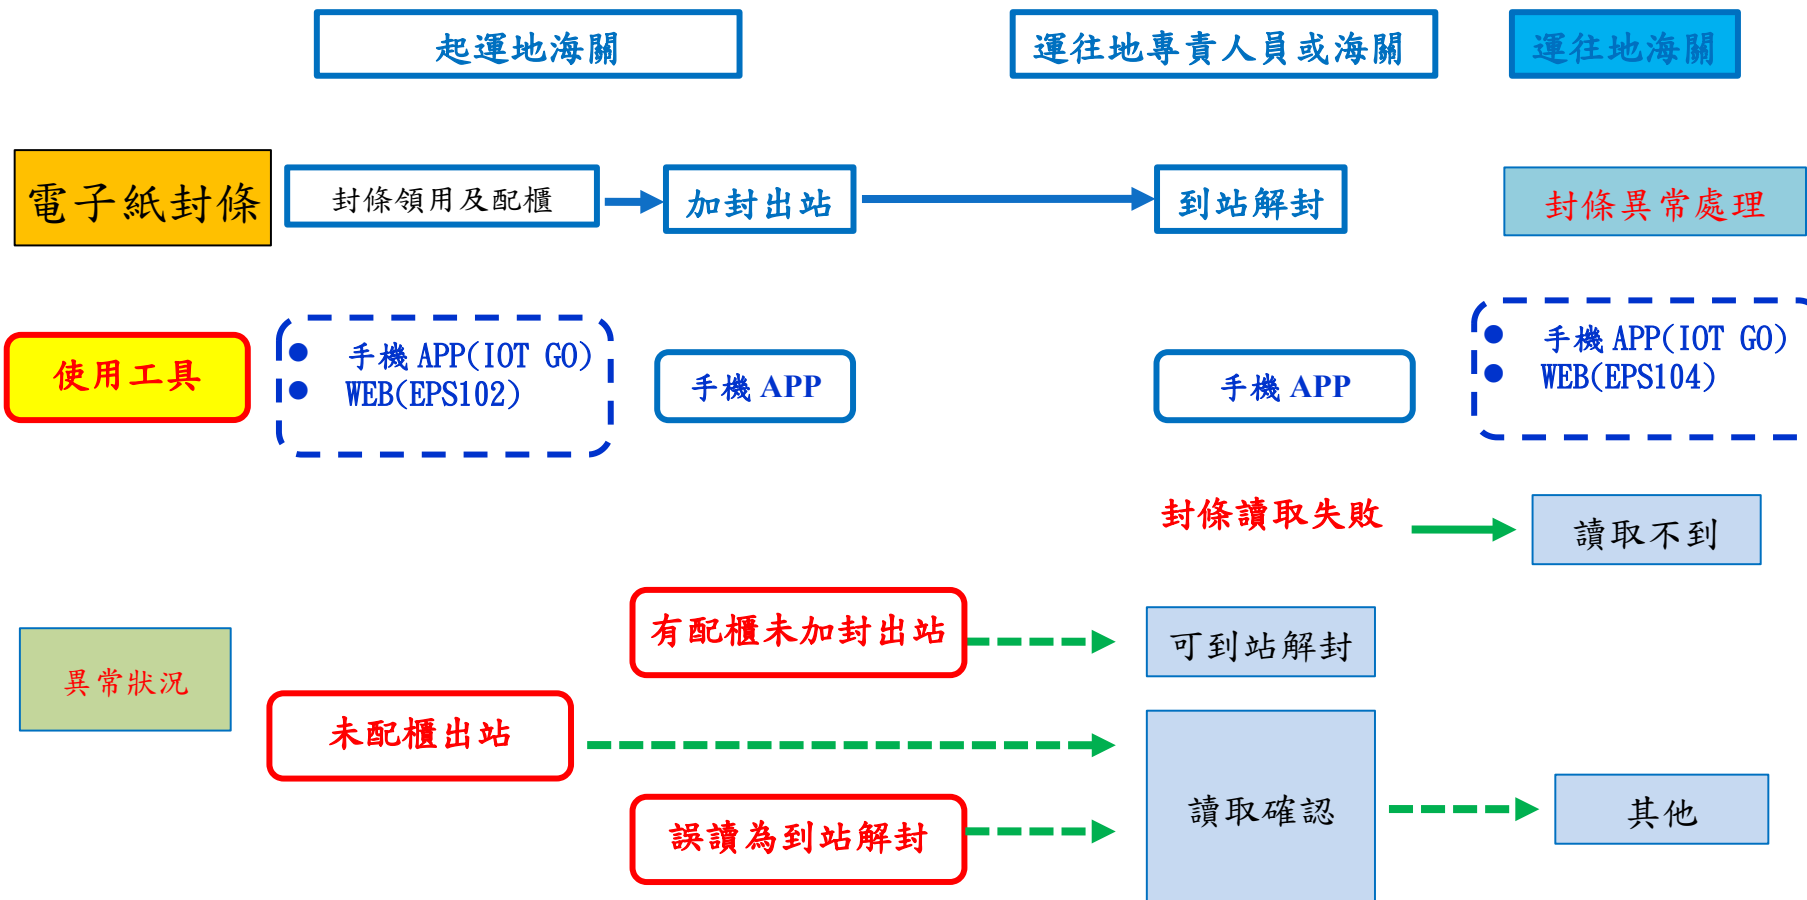 起運地海關
運往地專責人員或海關
運往地海關
電子紙封條
封條領用及配櫃
加封出站
到站解封
封條異常處理
使用工具
● 手機 APP(IOT GO)
● WEB(EPS102)
手機 APP
手機 APP
● 手機 APP(IOT GO)
● WEB(EPS104)
封條讀取失敗
讀取不到
異常狀況
有配櫃未加封出站
可到站解封
未配櫃出站
誤讀為到站解封
讀取確認
其他